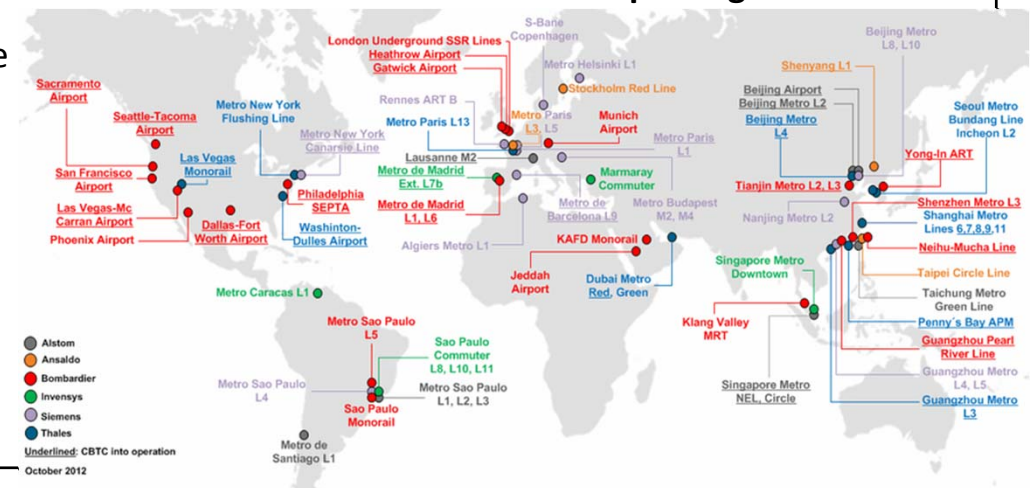 e
S-Bane
Copenhagen
London Underground SSR Lines
Heathrow Airport
Gatwick Airport
Beijing Metro
L8, L10
Metro Helsinki L1
Shenyang L1
Sacramento
Airport
Stockholm Red Line
Beijing Airport
Beijing Metro L2
Rennes ART B
Metro New York
Flushing Line
Seattle-Tacoma
Airport
Metro Paris
L3, L5
Munich
Airport
Beijing Metro
L4
Seoul Metro
Bundang Line
Incheon L2
Metro Paris L13
Metro New York
Canarsie Line
Metro Paris
L1
Las Vegas
Monorail
Lausanne M2
Yong-In ART
San Francisco
Airport
Metro de Madrid
Ext. L7b
Marmaray
Commuter
Tianjin Metro L2, L3
Philadelphia
SEPTA
Metro de Madrid
L1, L6
Metro de
Barcelona L9
Metro Budapest
M2, M4
Shenzhen Metro L3
Las Vegas-Mc
Carran Airport
Nanjing Metro L2
Shanghai Metro
Lines 6,7,8,9,11
Dallas-Fort
Worth Airport
Washinton-
Dulles Airport
Phoenix Airport
Algiers Metro L1
KAFD Monorail
Neihu-Mucha Line
Singapore Metro
Downtown
Jeddah
Airport
Dubai Metro
Red, Green
Taipei Circle Line
Metro Caracas L1
Taichung Metro
Green Line
Klang Valley
MRT
Penny´s Bay APM
Metro Sao Paulo
L5
Guangzhou Pearl
River Line
Sao Paulo
Commuter
L8, L10, L11
Guangzhou Metro
L4, L5
Metro Sao Paulo
L4
Metro Sao Paulo
L1, L2, L3
Singapore Metro
NEL, Circle
Guangzhou Metro
L3
Sao Paulo
Monorail
Metro de
Santiago L1
Alstom
Ansaldo
Bombardier
Invensys
Siemens
Thales
Underlined: CBTC into operation
October 2012